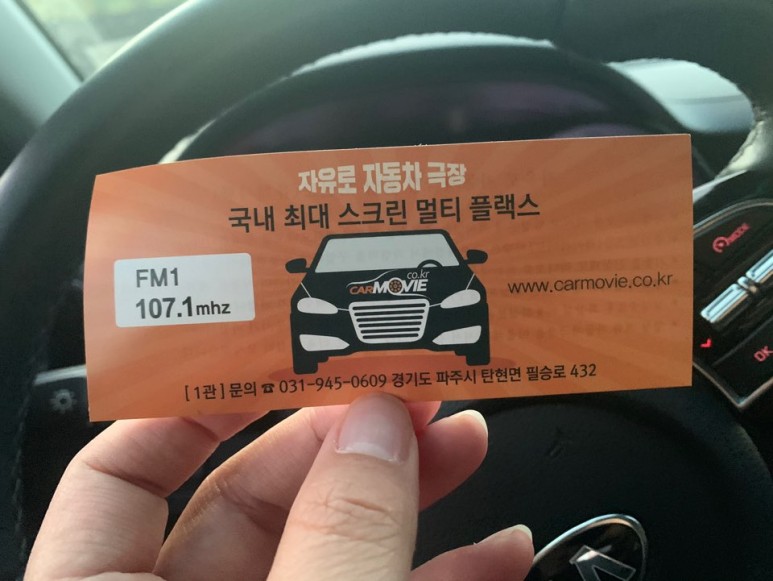 자유로 자동차 극장
국내 최대 스크린 멀티 플랙스
FM1
107.1mhz
co.kr
CARMOVIE
www.carmovie.co.kr
[1관] 문의 ☎ 031-945-0609 경기도 파주시 탄현면 필승로 432
MODE
OK